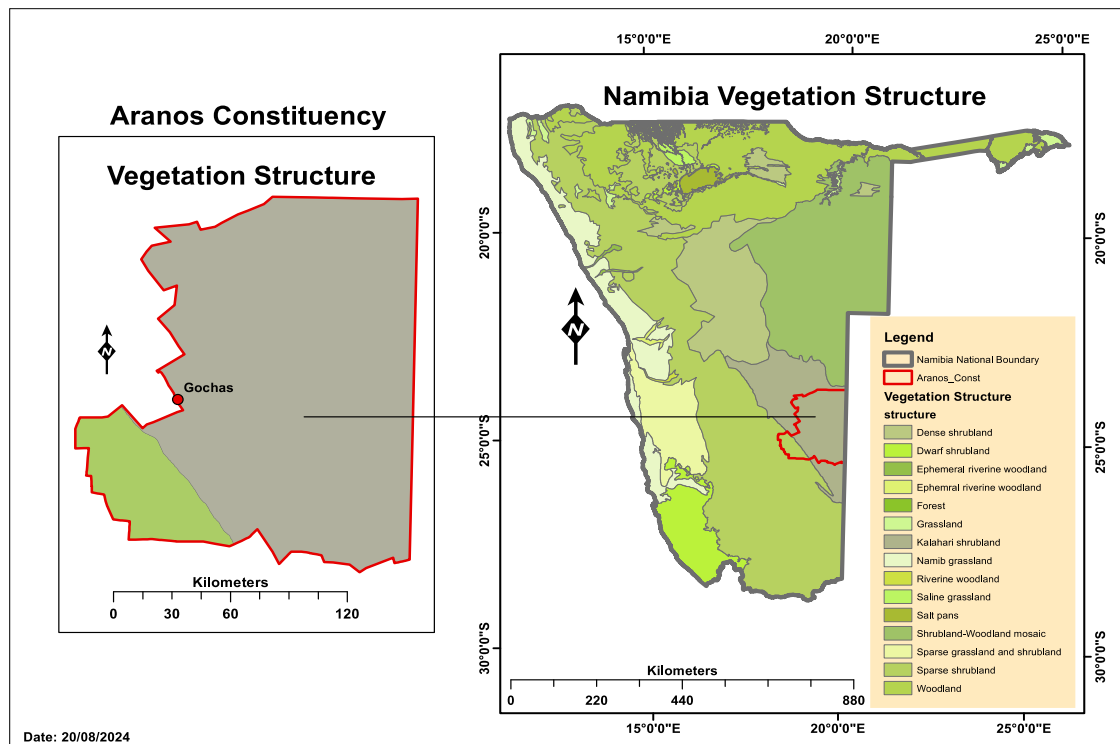 Aranos Constituency
Vegetation Structure
N
Gochas
Kilometers
0 30 60 120
Date: 20/08/2024
15°0'0"E 20°0'0"E 25°0'0"E
Namibia Vegetation Structure
20°0'0"S
25°0'0"S
30°0'0"S
20°0'0"S
25°0'0"S
30°0'0"S
N
Kilometers
0 220 440 880
15°0'0"E 20°0'0"E 25°0'0"E
Legend
Namibia National Boundary
Aranos_Const
Vegetation Structure
structure
Dense shrubland
Dwarf shrubland
Ephemeral riverine woodland
Ephemral riverine woodland
Forest
Grassland
Kalahari shrubland
Namib grassland
Riverine woodland
Saline grassland
Salt pans
Shrubland-Woodland mosaic
Sparse grassland and shrubland
Sparse shrubland
Woodland